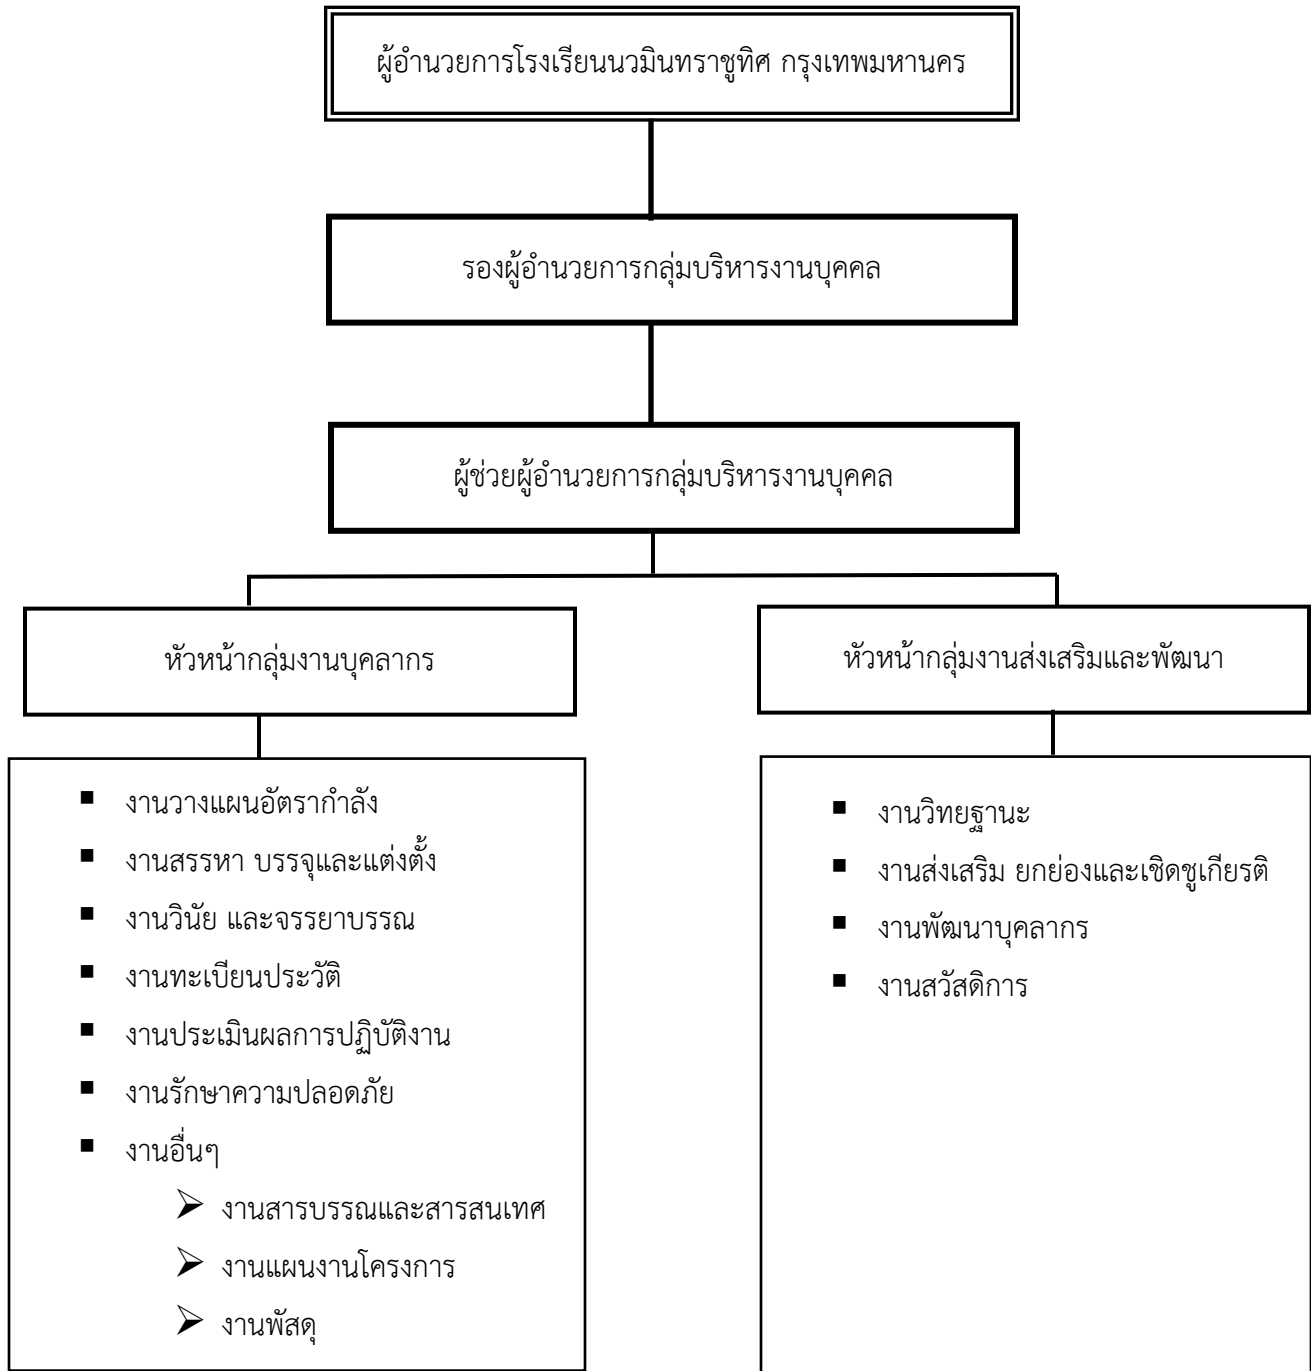 ผู้อำนวยการโรงเรียนนวมินทราชูทิศ กรุงเทพมหานคร
รองผู้อำนวยการกลุ่มบริหารงานบุคคล
ผู้ช่วยผู้อำนวยการกลุ่มบริหารงานบุคคล
หัวหน้ากลุ่มงานบุคลากร
งานวางแผนอัตรากำลัง
งานสรรหา บรรจุและแต่งตั้ง
งานวินัย และจรรยาบรรณ
งานทะเบียนประวัติ
งานประเมินผลการปฏิบัติงาน
งานรักษาความปลอดภัย
งานอื่นๆ
งานสารบรรณและสารสนเทศ
งานแผนงานโครงการ
งานพัสดุ
หัวหน้ากลุ่มงานส่งเสริมและพัฒนา
งานวิทยฐานะ
งานส่งเสริม ยกย่องและเชิดชูเกียรติ
งานพัฒนาบุคลากร
งานสวัสดิการ